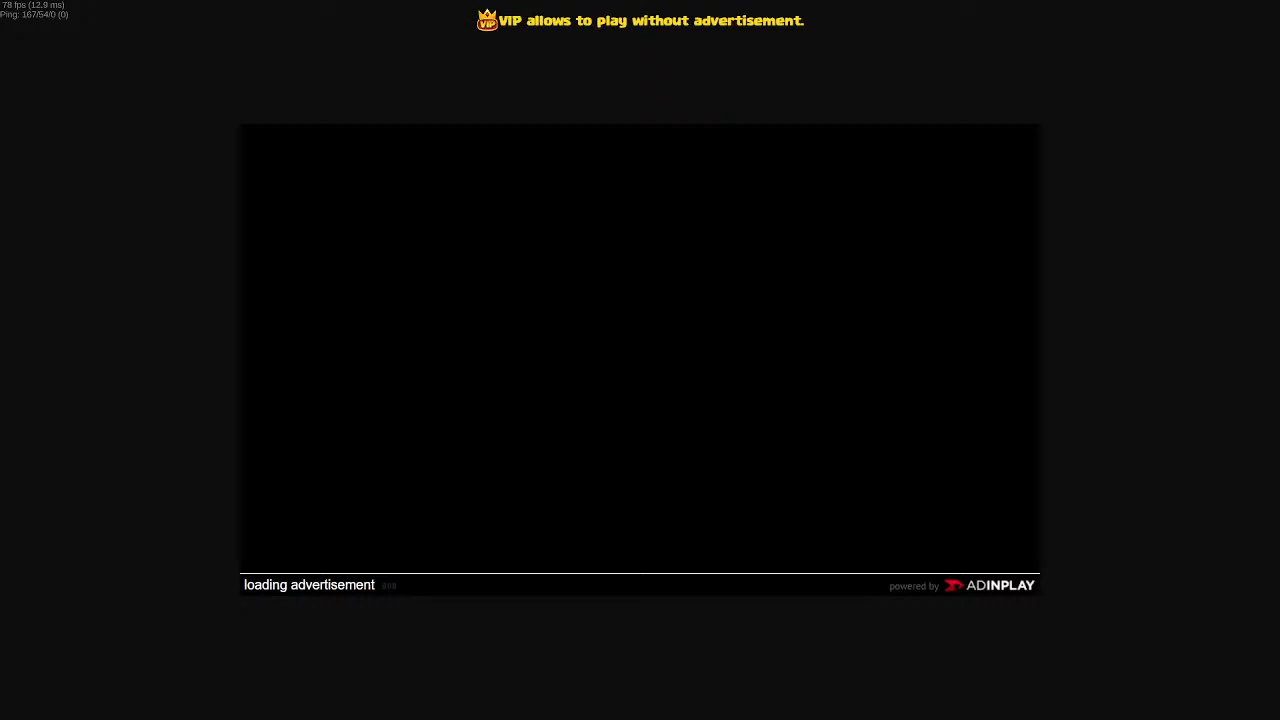 78 fps (12.9 ms)
Ping: 167/54/0 (0)
VIP VIP allows to play without advertisement.
loading advertisement
powered by ADINPLAY